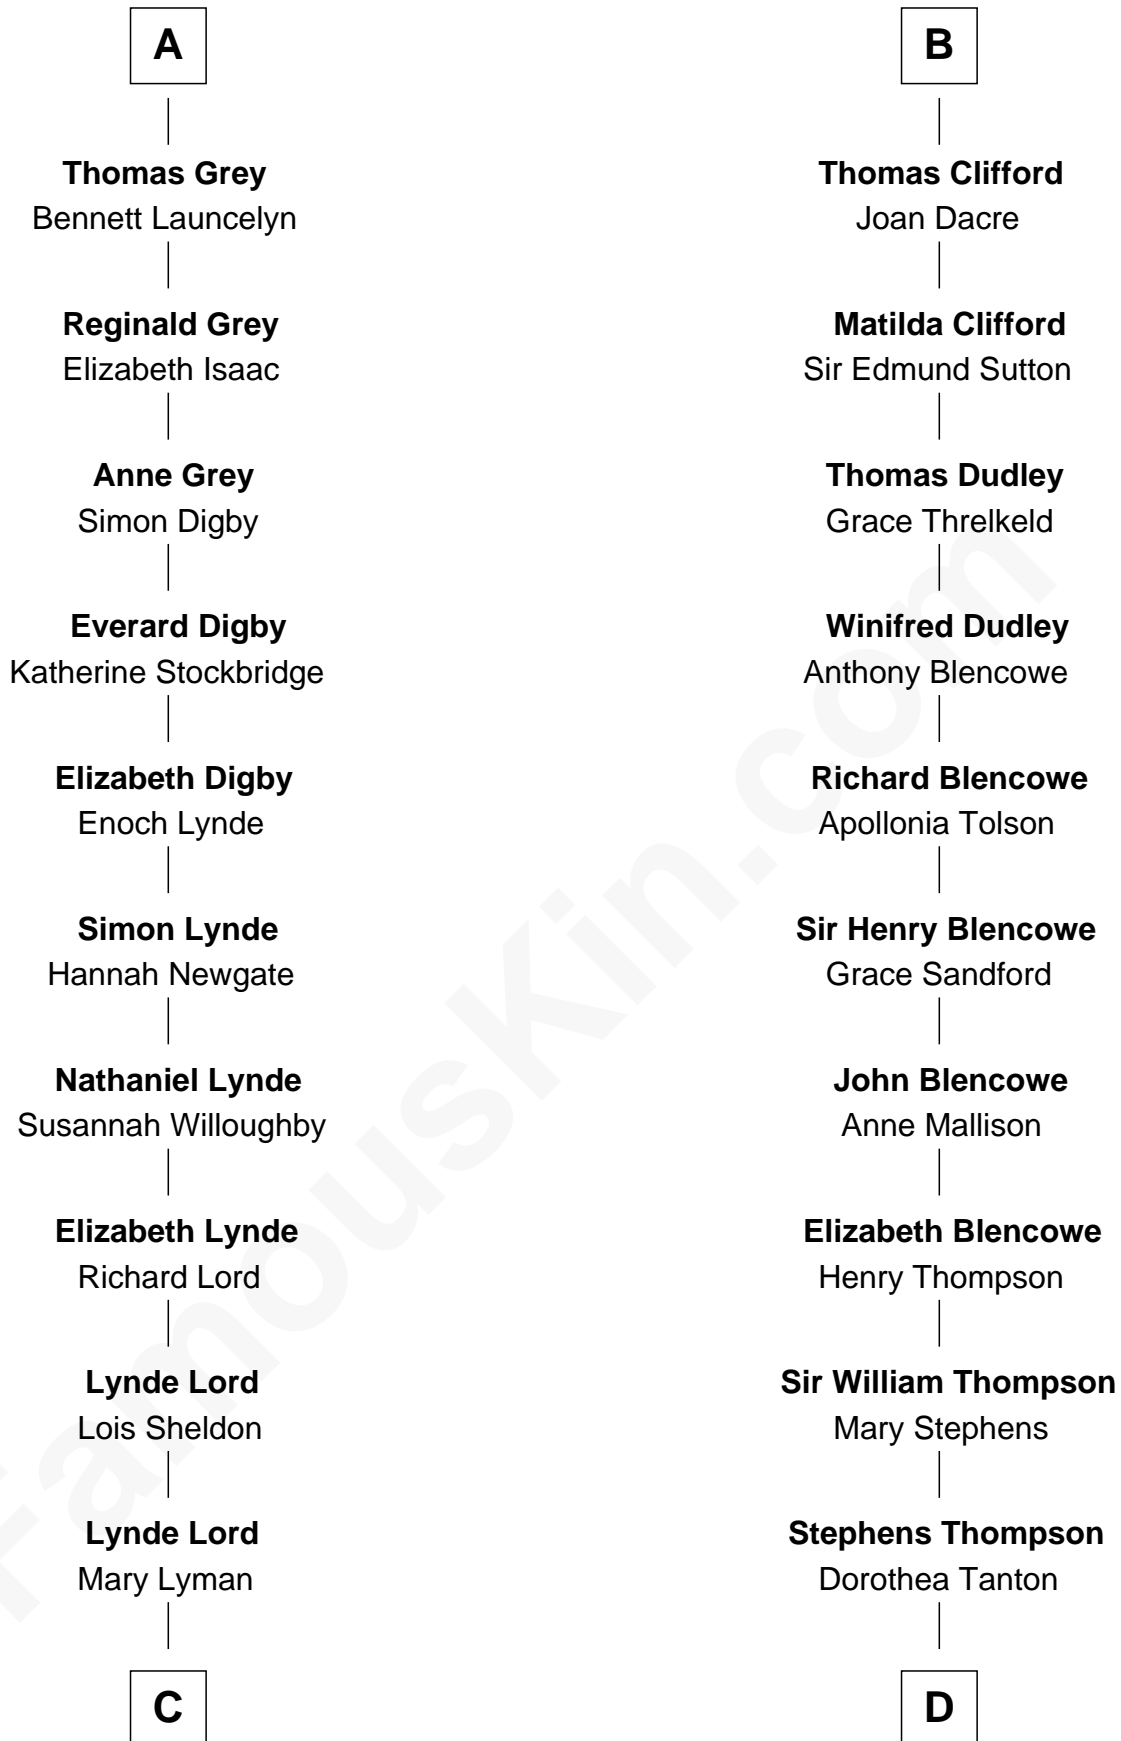 A
Thomas Grey
Bennett Launcelyn
Reginald Grey
Elizabeth Isaac
Anne Grey
Simon Digby
Everard Digby
Katherine Stockbridge
Elizabeth Digby
Enoch Lynde
Simon Lynde
Hannah Newgate
Nathaniel Lynde
Susannah Willoughby
Elizabeth Lynde
Richard Lord
Lynde Lord
Lois Sheldon
Lynde Lord
Mary Lyman
C
B
Thomas Clifford
Joan Dacre
Matilda Clifford
Sir Edmund Sutton
Thomas Dudley
Grace Threlkeld
Winifred Dudley
Anthony Blencowe
Richard Blencowe
Apollonia Tolson
Sir Henry Blencowe
Grace Sandford
John Blencowe
Anne Mallison
Elizabeth Blencowe
Henry Thompson
Sir William Thompson
Mary Stephens
Stephens Thompson
Dorothea Tanton
D
FamousKin.com